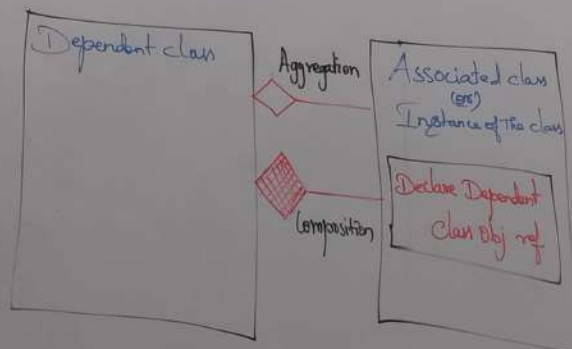 Dependent class
Aggregation
Associated class
(or)
Instance of The class
Declare Dependent
Class Obj ref
Composition